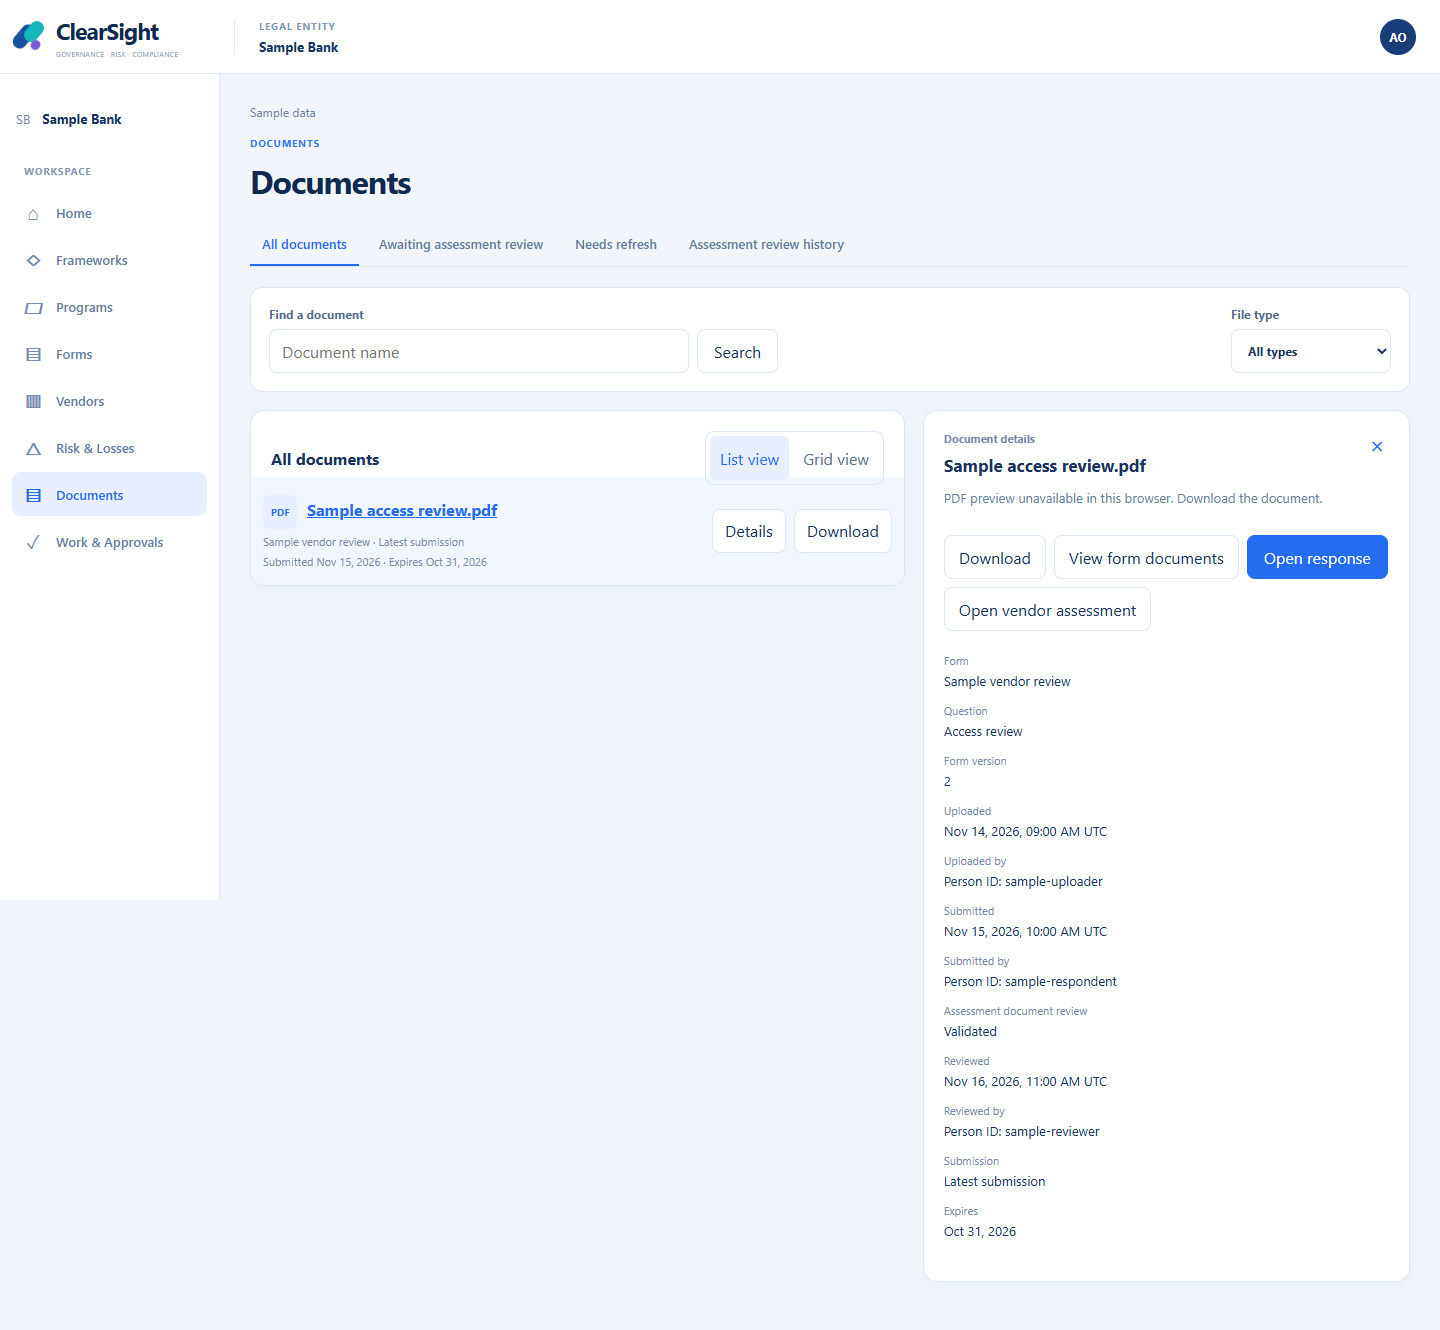 ClearSight
GOVERNANCE · RISK · COMPLIANCE
LEGAL ENTITY
Sample Bank
AO
SB Sample Bank
WORKSPACE
Home
Frameworks
Programs
Forms
Vendors
Risk & Losses
Documents
Work & Approvals
Sample data
DOCUMENTS
Documents
All documents
Awaiting assessment review
Needs refresh
Assessment review history
Find a document
Document name
Search
File type
All types
All documents
List view
Grid view
PDF
Sample access review.pdf
Sample vendor review · Latest submission
Submitted Nov 15, 2026 · Expires Oct 31, 2026
Details
Download
Document details
Sample access review.pdf
PDF preview unavailable in this browser. Download the document.
Download
View form documents
Open response
Open vendor assessment
Form
Sample vendor review
Question
Access review
Form version
2
Uploaded
Nov 14, 2026, 09:00 AM UTC
Uploaded by
Person ID: sample-uploader
Submitted
Nov 15, 2026, 10:00 AM UTC
Submitted by
Person ID: sample-respondent
Assessment document review
Validated
Reviewed
Nov 16, 2026, 11:00 AM UTC
Reviewed by
Person ID: sample-reviewer
Submission
Latest submission
Expires
Oct 31, 2026